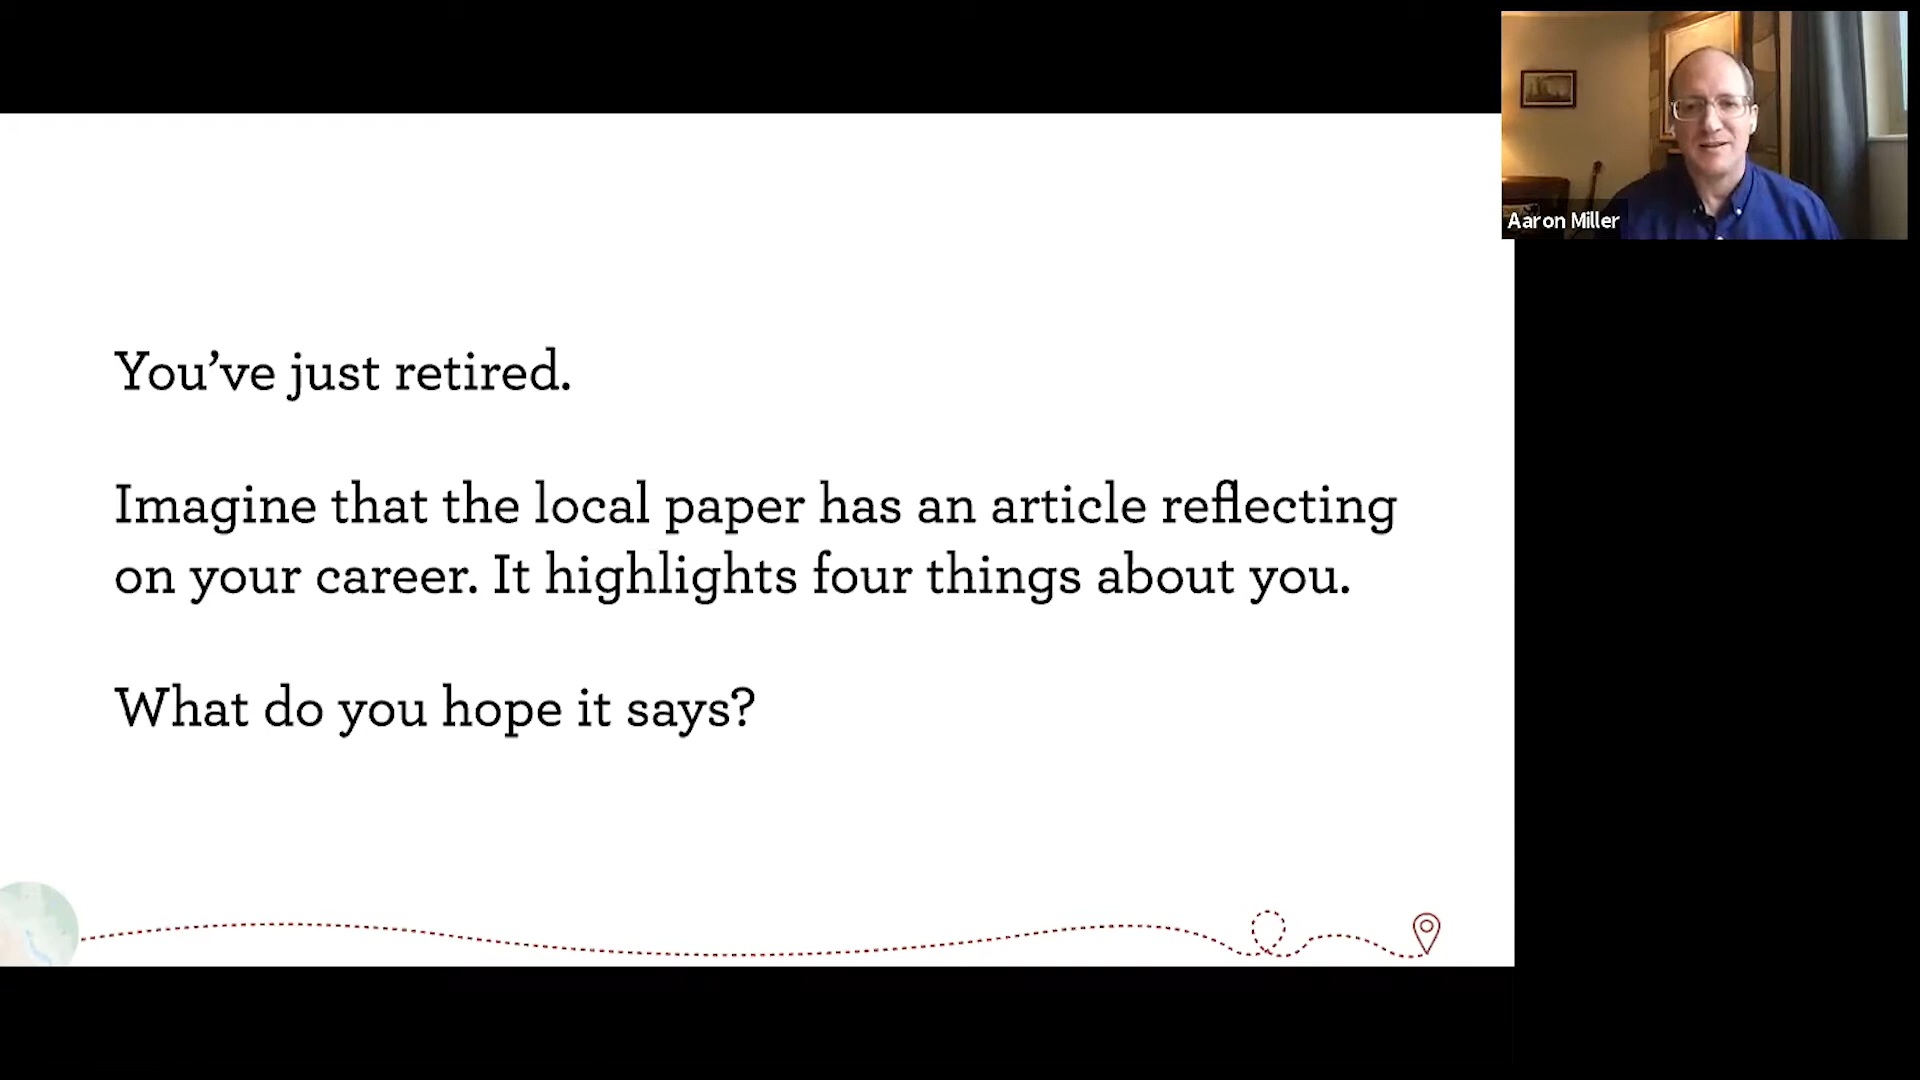 You’ve just retired.
Imagine that the local paper has an article reflecting
on your career. It highlights four things about you.
What do you hope it says?
Aaron Miller